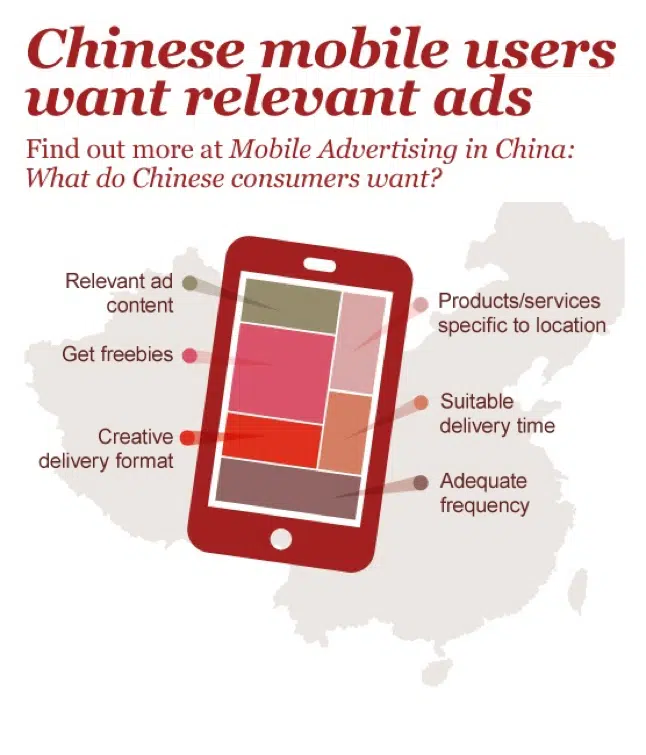 Chinese mobile users
want relevant ads
Find out more at Mobile Advertising in China:
What do Chinese consumers want?
Relevant ad
content
Get freebies
Creative
delivery format
Products/services
specific to location
Suitable
delivery time
Adequate
frequency